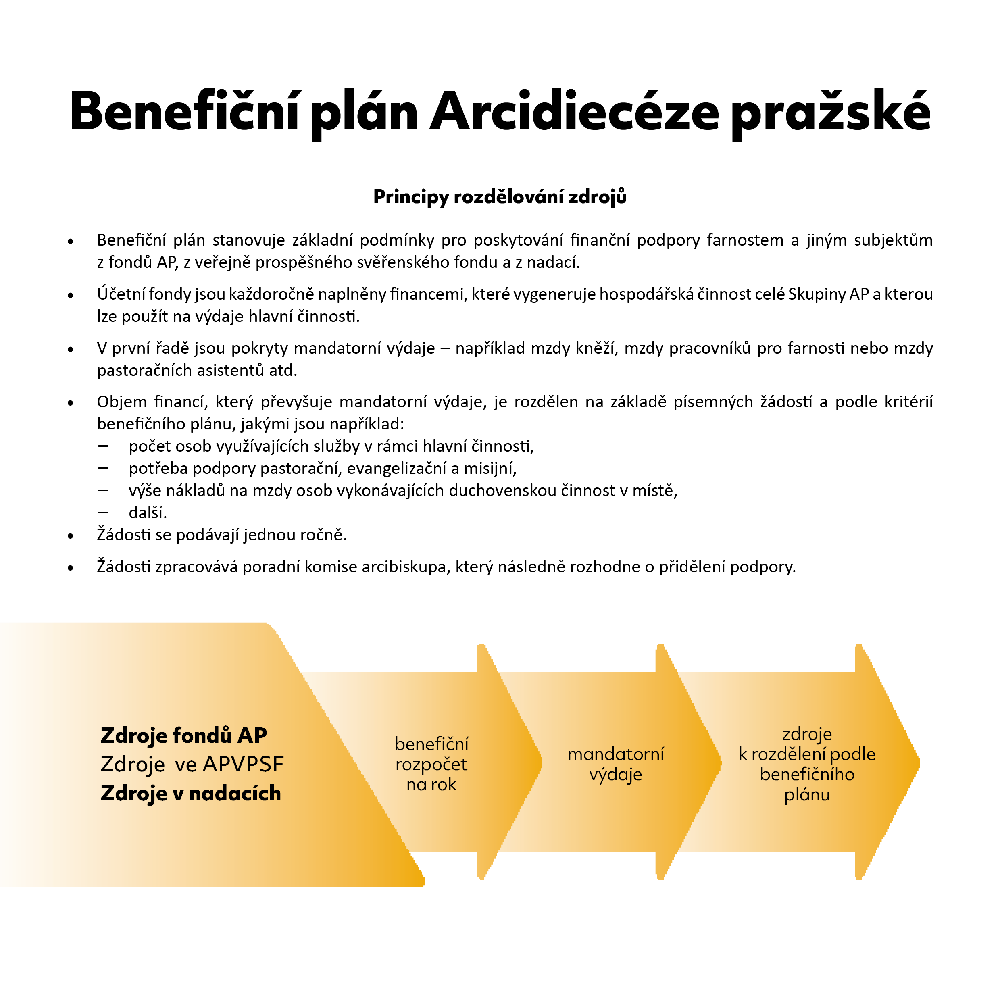 Benefiční plán Arcidiecéze pražské
Principy rozdělování zdrojů
• Benefiční plán stanovuje základní podmínky pro poskytování finanční podpory farnostem a jiným subjektům
z fondů AP, z veřejně prospěšného svěřenského fondu a z nadací.
• Účetní fondy jsou každoročně naplněny financemi, které vygeneruje hospodářská činnost celé Skupiny AP a kterou
lze použít na výdaje hlavní činnosti.
• V první řadě jsou pokryty mandatorní výdaje – například mzdy kněží, mzdy pracovníků pro farnosti nebo mzdy
pastoračních asistentů atd.
• Objem financí, který převyšuje mandatorní výdaje, je rozdělen na základě písemných žádostí a podle kritérií
benefičního plánu, jakými jsou například:
– počet osob využívajících služby v rámci hlavní činnosti,
– potřeba podpory pastorační, evangelizační a misijní,
– výše nákladů na mzdy osob vykonávajících duchovenskou činnost v místě,
– další.
• Žádosti se podávají jednou ročně.
• Žádosti zpracovává poradní komise arcibiskupa, který následně rozhodne o přidělení podpory.
Zdroje fondů AP
Zdroje ve APVPSF
Zdroje v nadacích
benefiční
rozpočet
na rok
mandatorní
výdaje
zdroje
k rozdělení podle
benefičního
plánu